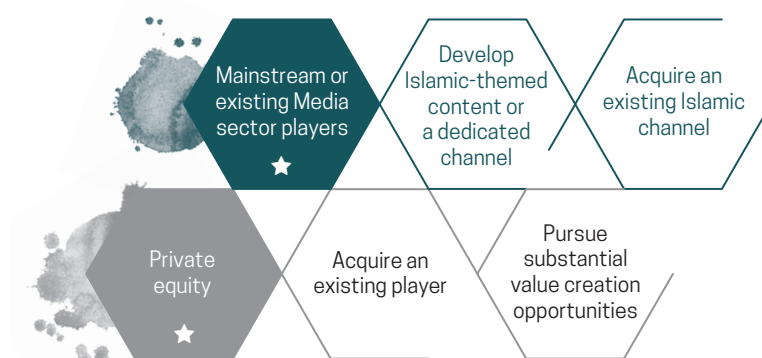 Mainstream or
existing Media
sector players
Develop
Islamic-themed
content or
a dedicated
channel
Acquire an
existing Islamic
channel
Private
equity
Acquire an
existing player
Pursue
substantial
value creation
opportunities